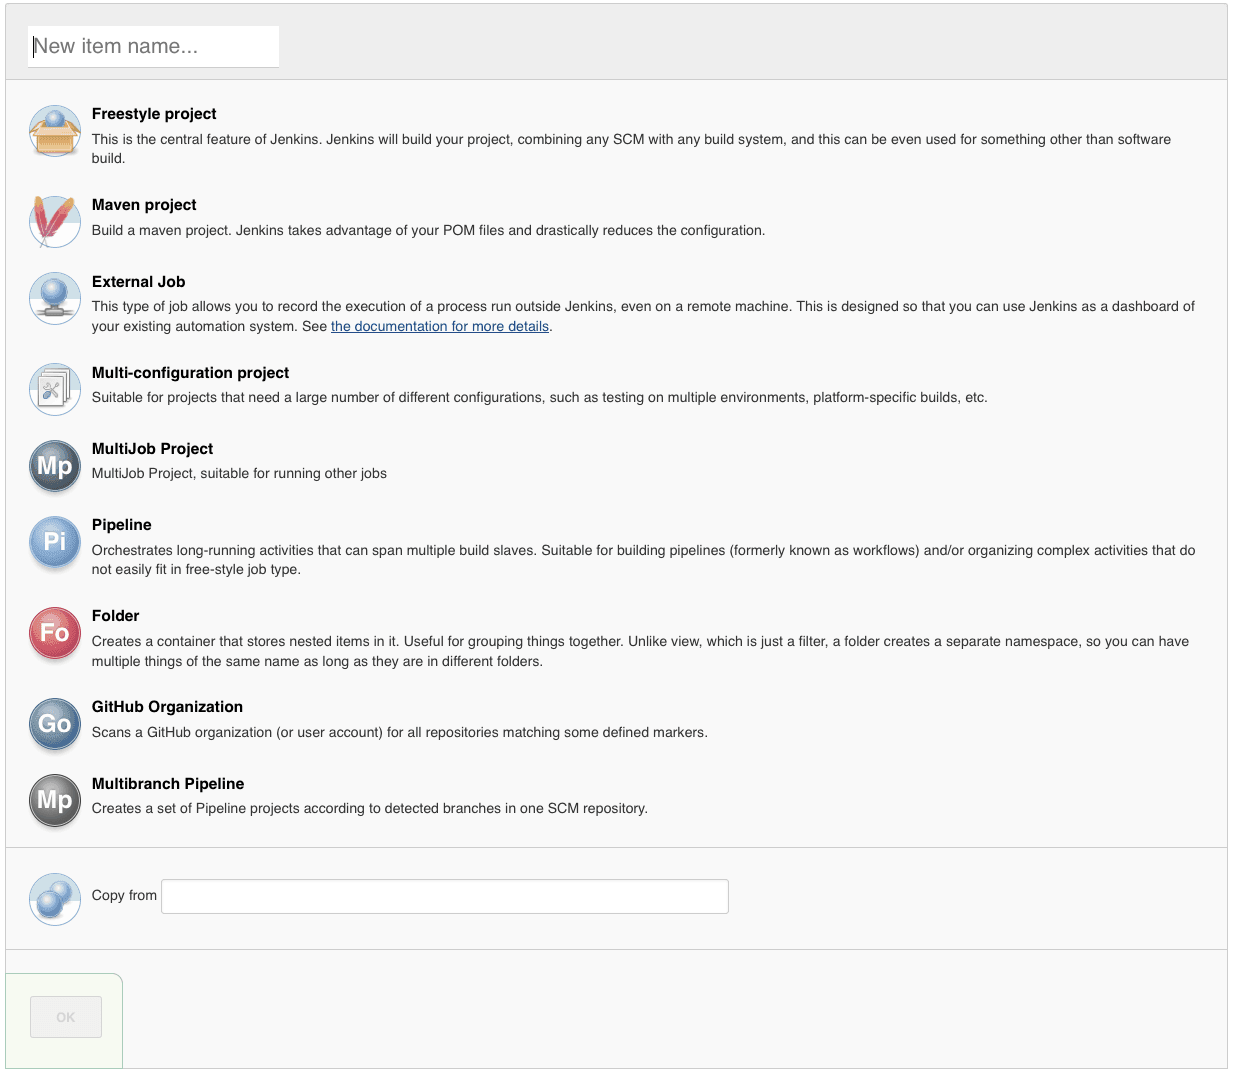 New item name...
Freestyle project
This is the central feature of Jenkins. Jenkins will build your project, combining any SCM with any build system, and this can be even used for something other than software
build.
Maven project
Build a maven project. Jenkins takes advantage of your POM files and drastically reduces the configuration.
External Job
This type of job allows you to record the execution of a process run outside Jenkins, even on a remote machine. This is designed so that you can use Jenkins as a dashboard of
your existing automation system. See the documentation for more details.
Multi-configuration project
Suitable for projects that need a large number of different configurations, such as testing on multiple environments, platform-specific builds, etc.
Mp
MultiJob Project
MultiJob Project, suitable for running other jobs
Pi
Pipeline
Orchestrates long-running activities that can span multiple build slaves. Suitable for building pipelines (formerly known as workflows) and/or organizing complex activities that do
not easily fit in free-style job type.
Fo
Folder
Creates a container that stores nested items in it. Useful for grouping things together. Unlike view, which is just a filter, a folder creates a separate namespace, so you can have
multiple things of the same name as long as they are in different folders.
Go
GitHub Organization
Scans a GitHub organization (or user account) for all repositories matching some defined markers.
Mp
Multibranch Pipeline
Creates a set of Pipeline projects according to detected branches in one SCM repository.
Copy from
OK